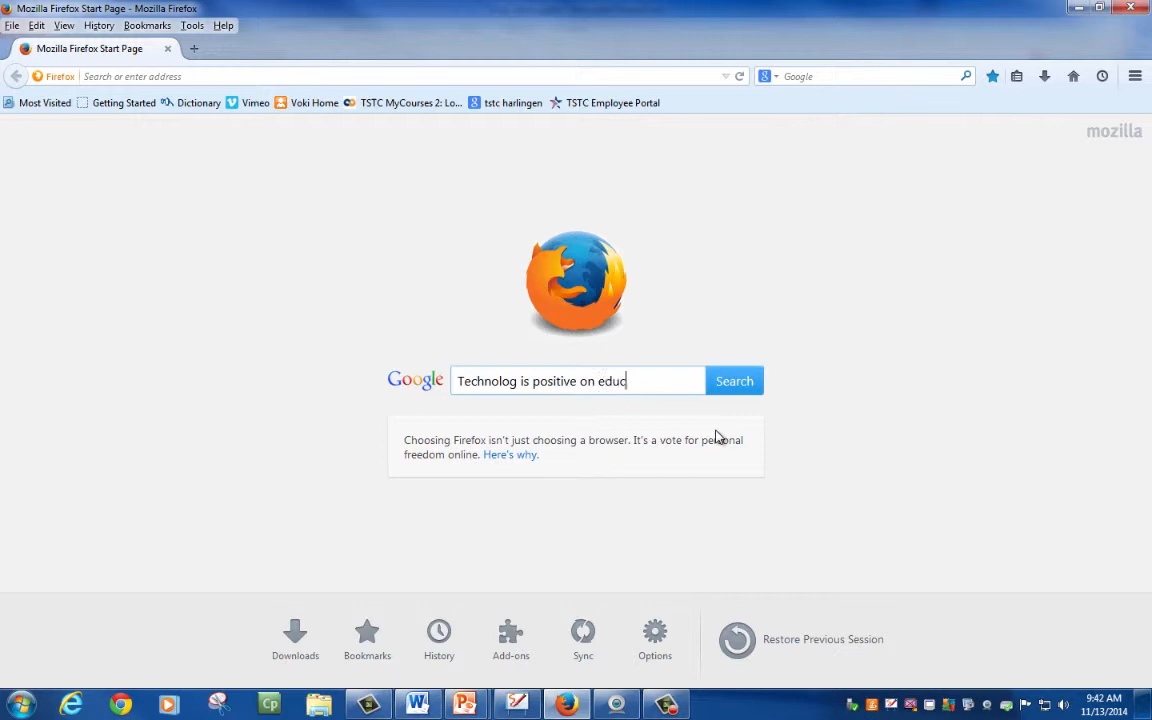 Mozilla Firefox Start Page - Mozilla Firefox
File Edit View History Bookmarks Tools Help
Mozilla Firefox Start Page
Firefox Search or enter address Google
Most Visited Getting Started Dictionary Vimeo Voki Home TSTC MyCourses 2: Lo... tstc harlingen TSTC Employee Portal
mozilla
Google Technolog is positive on educ Search
Choosing Firefox isn't just choosing a browser. It's a vote for personal
freedom online. Here's why.
Downloads Bookmarks History Add-ons Sync Options Restore Previous Session
Cp
9:42 AM
11/13/2014